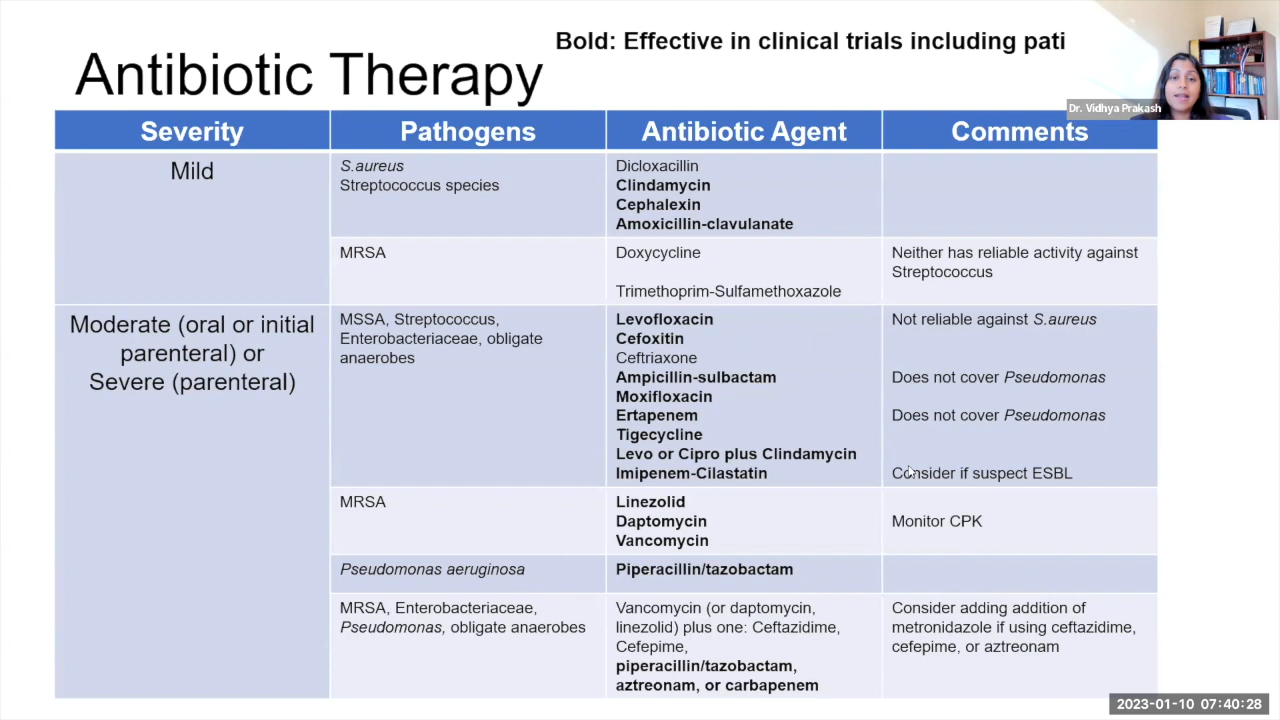 Bold: Effective in clinical trials including pati
Antibiotic Therapy
Dr. Vidhya Prakash
Severity Pathogens Antibiotic Agent Comments
Mild
S.aureus
Streptococcus species
Dicloxacillin
Clindamycin
Cephalexin
Amoxicillin-clavulanate
MRSA
Doxycycline
Trimethoprim-Sulfamethoxazole
Neither has reliable activity against
Streptococcus
Moderate (oral or initial
parenteral) or
Severe (parenteral)
MSSA, Streptococcus,
Enterobacteriaceae, obligate
anaerobes
Levofloxacin
Cefoxitin
Ceftriaxone
Ampicillin-sulbactam
Moxifloxacin
Ertapenem
Tigecycline
Levo or Cipro plus Clindamycin
Imipenem-Cilastatin
Not reliable against S.aureus
Does not cover Pseudomonas
Does not cover Pseudomonas
Consider if suspect ESBL
MRSA
Linezolid
Daptomycin
Vancomycin
Monitor CPK
Pseudomonas aeruginosa
Piperacillin/tazobactam
MRSA, Enterobacteriaceae,
Pseudomonas, obligate anaerobes
Vancomycin (or daptomycin,
linezolid) plus one: Ceftazidime,
Cefepime,
piperacillin/tazobactam,
aztreonam, or carbapenem
Consider adding addition of
metronidazole if using ceftazidime,
cefepime, or aztreonam
2023-01-10 07:40:28